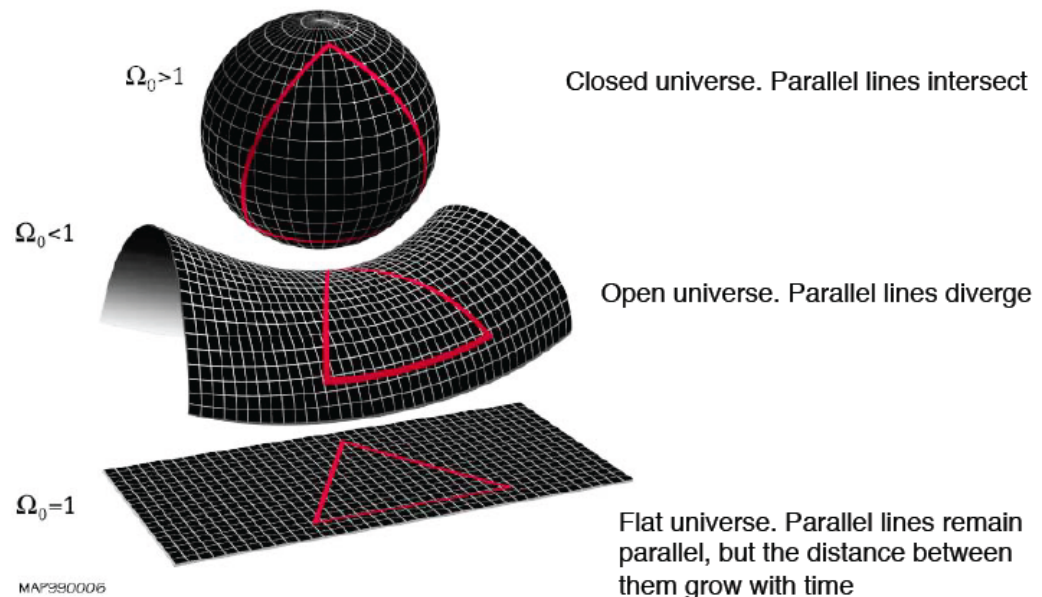 Ω₀>1
Closed universe. Parallel lines intersect
Ω₀<1
Open universe. Parallel lines diverge
Ω₀=1
Flat universe. Parallel lines remain
parallel, but the distance between
them grow with time
MAP990006